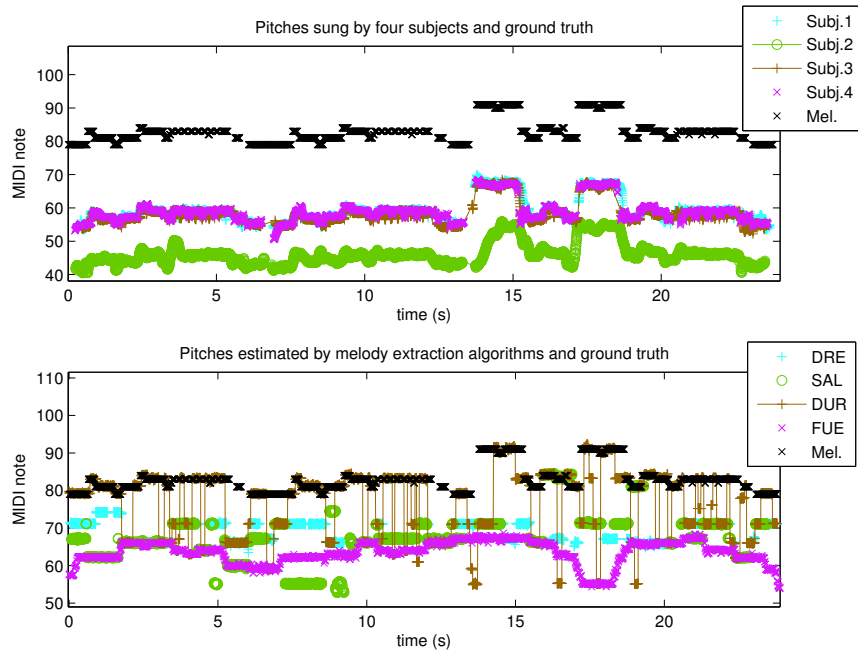 Pitches sung by four subjects and ground truth
Subj.1
Subj.2
Subj.3
Subj.4
Mel.
MIDI note
100
90
80
70
60
50
40
0
5
10
15
20
time (s)
Pitches estimated by melody extraction algorithms and ground truth
DRE
SAL
DUR
FUE
Mel.
MIDI note
110
100
90
80
70
60
50
0
5
10
15
20
time (s)